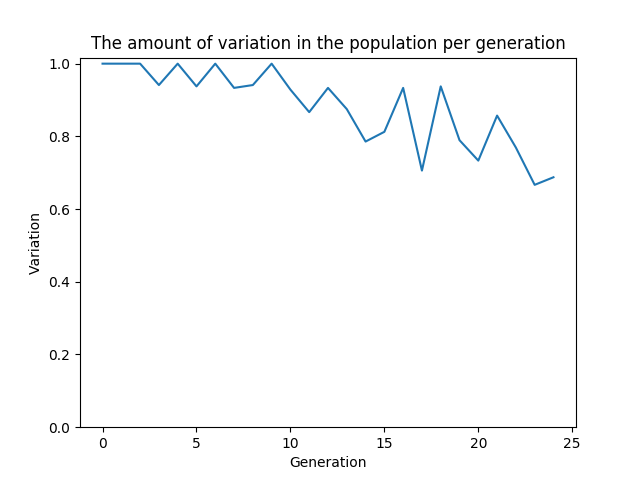 The amount of variation in the population per generation
1.0
0.8
0.6
0.4
0.2
0.0
Variation
0 5 10 15 20 25
Generation